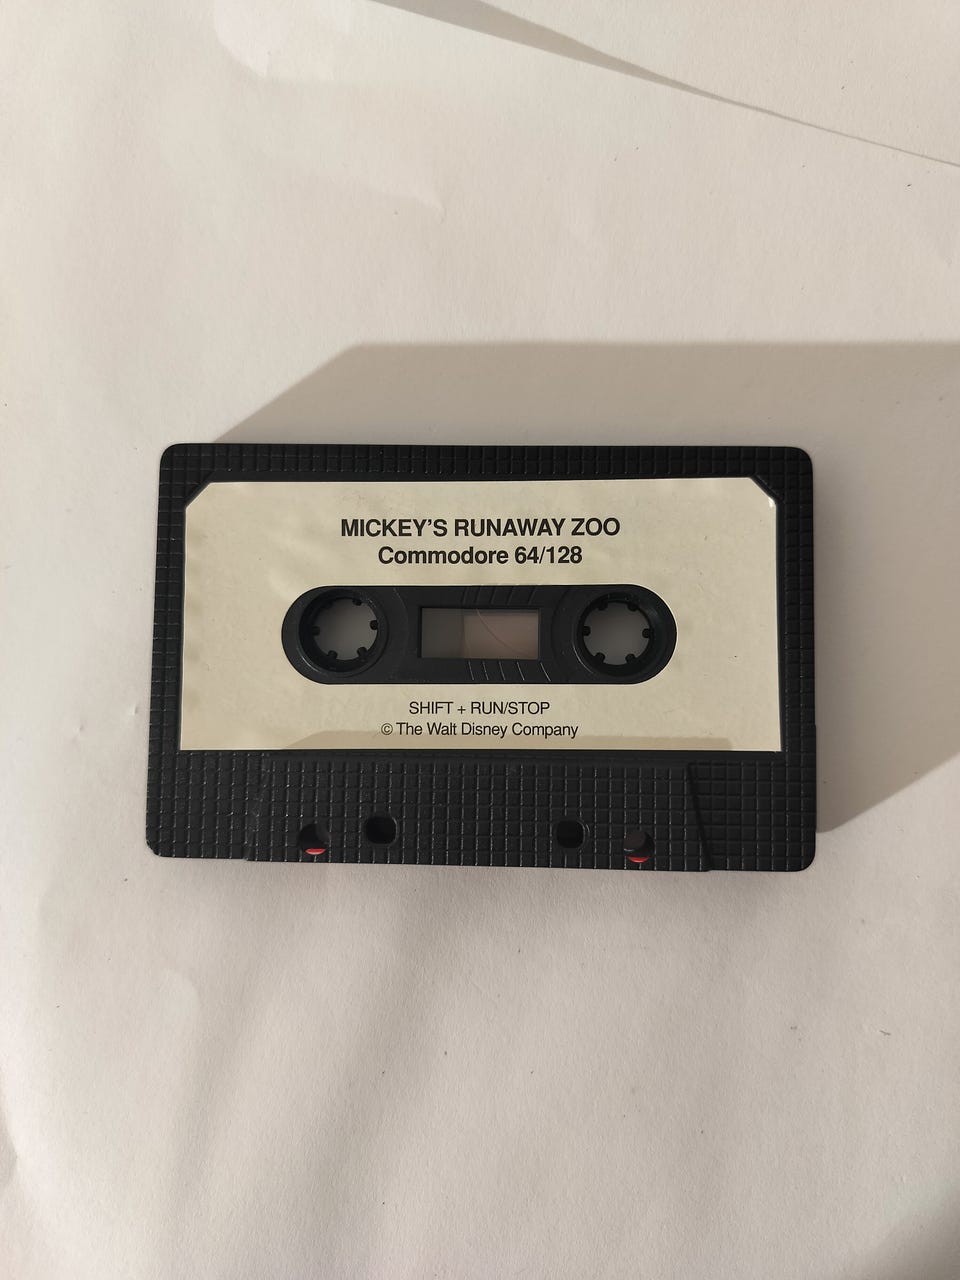 MICKEY'S RUNAWAY ZOO
Commodore 64/128
SHIFT + RUN/STOP
© The Walt Disney Company